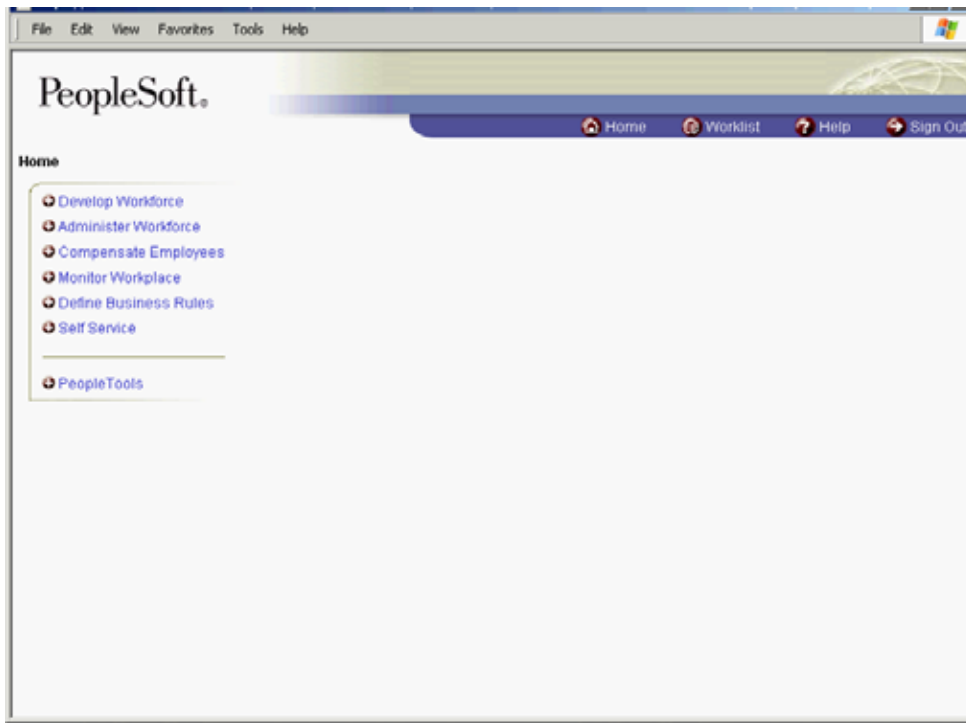 File Edit View Favorites Tools Help
PeopleSoft®
Home Worklist Help Sign Out
Home
Develop Workforce
Administer Workforce
Compensate Employees
Monitor Workplace
Define Business Rules
Self Service
PeopleTools